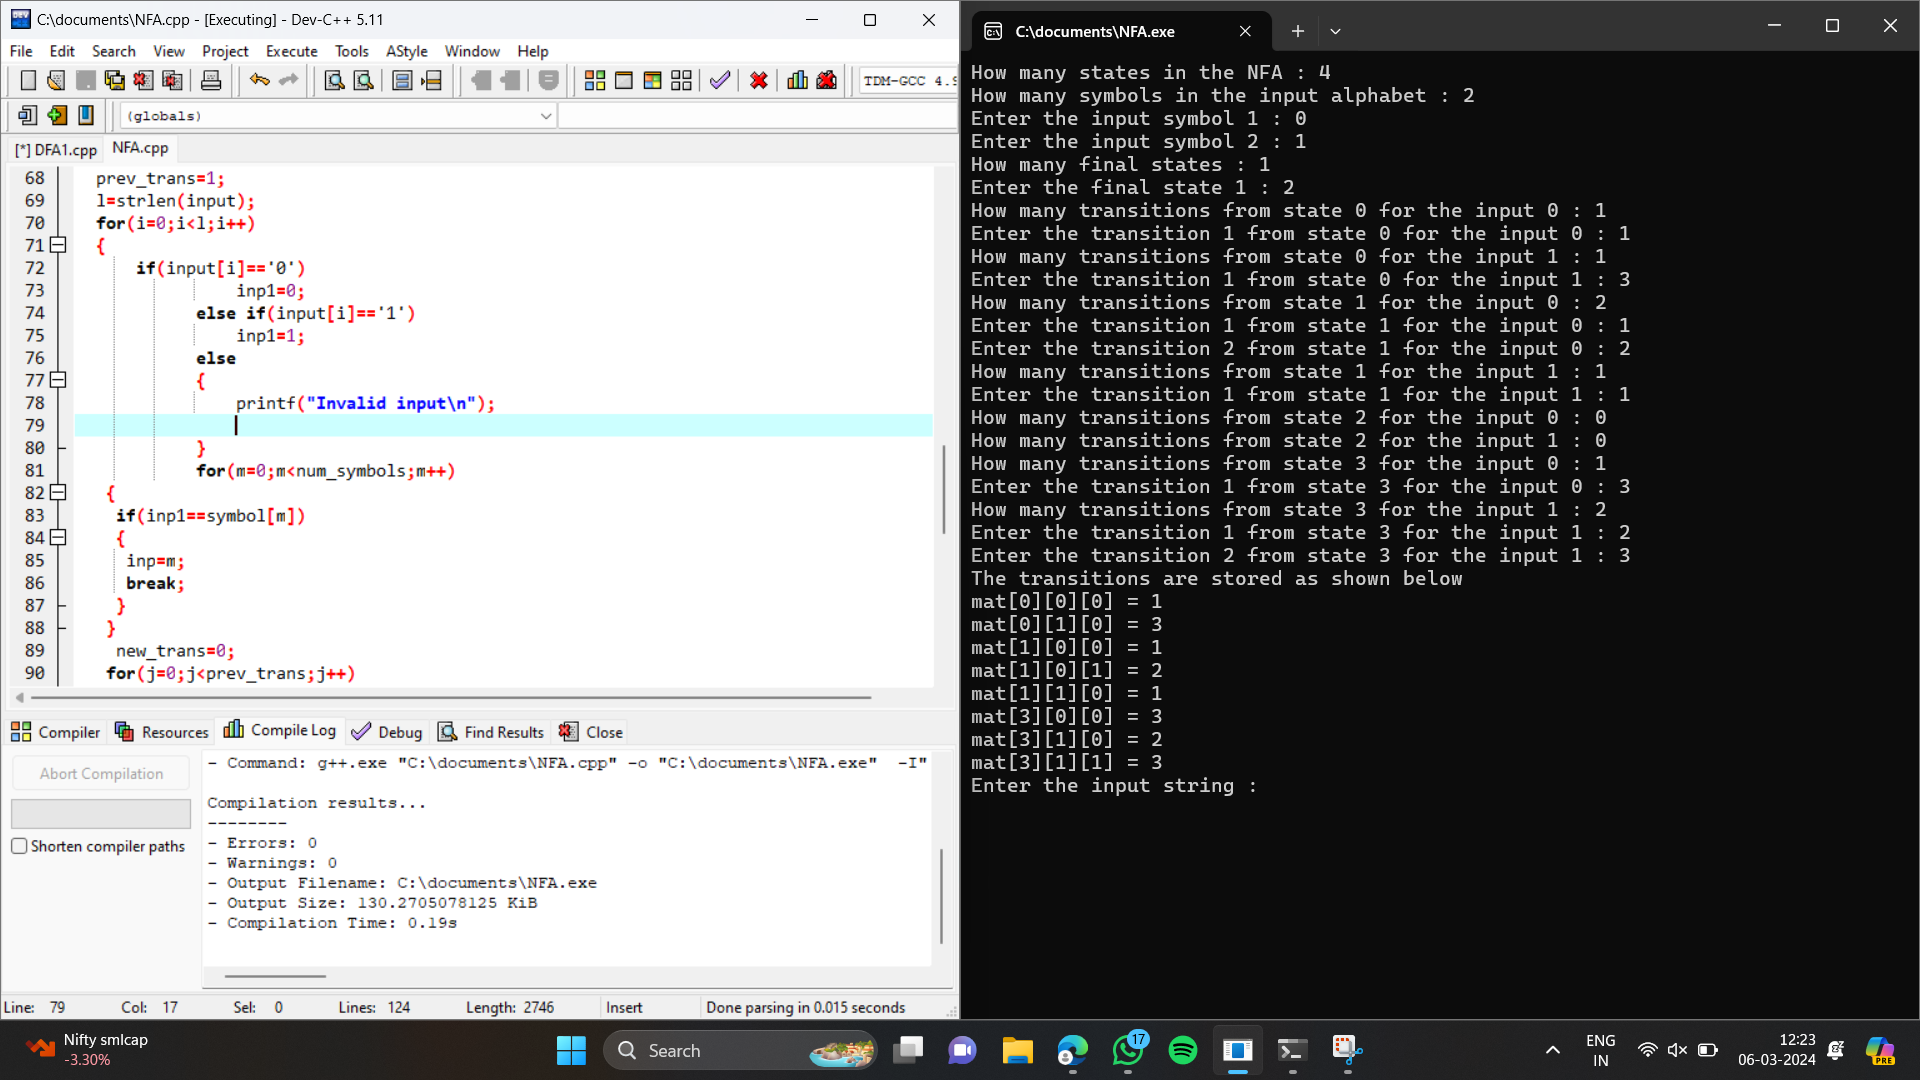 C:\documents\NFA.cpp - [Executing] - Dev-C++ 5.11
File Edit Search View Project Execute Tools AStyle Window Help
TDM-GCC 4.9
(globals)
[*] DFA1.cpp NFA.cpp
68 prev_trans=1;
69 l=strlen(input);
70 for(i=0;i<l;i++)
71 {
72 if(input[i]=='0')
73 inp1=0;
74 else if(input[i]=='1')
75 inp1=1;
76 else
77 {
78 printf("Invalid input\n");
79
80 }
81 for(m=0;m<num_symbols;m++)
82 {
83 if(inp1==symbol[m])
84 {
85 inp=m;
86 break;
87 }
88 }
89 new_trans=0;
90 for(j=0;j<prev_trans;j++)
Compiler Resources Compile Log Debug Find Results Close
Abort Compilation
Shorten compiler paths
- Command: g++.exe "C:\documents\NFA.cpp" -o "C:\documents\NFA.exe" -I"
Compilation results...
--------
- Errors: 0
- Warnings: 0
- Output Filename: C:\documents\NFA.exe
- Output Size: 130.2705078125 KiB
- Compilation Time: 0.19s
Line: 79 Col: 17 Sel: 0 Lines: 124 Length: 2746 Insert Done parsing in 0.015 seconds
C:\documents\NFA.exe
How many states in the NFA : 4
How many symbols in the input alphabet : 2
Enter the input symbol 1 : 0
Enter the input symbol 2 : 1
How many final states : 1
Enter the final state 1 : 2
How many transitions from state 0 for the input 0 : 1
Enter the transition 1 from state 0 for the input 0 : 1
How many transitions from state 0 for the input 1 : 1
Enter the transition 1 from state 0 for the input 1 : 3
How many transitions from state 1 for the input 0 : 2
Enter the transition 1 from state 1 for the input 0 : 1
Enter the transition 2 from state 1 for the input 0 : 2
How many transitions from state 1 for the input 1 : 1
Enter the transition 1 from state 1 for the input 1 : 1
How many transitions from state 2 for the input 0 : 0
How many transitions from state 2 for the input 1 : 0
How many transitions from state 3 for the input 0 : 1
Enter the transition 1 from state 3 for the input 0 : 3
How many transitions from state 3 for the input 1 : 2
Enter the transition 1 from state 3 for the input 1 : 2
Enter the transition 2 from state 3 for the input 1 : 3
The transitions are stored as shown below
mat[0][0][0] = 1
mat[0][1][0] = 3
mat[1][0][0] = 1
mat[1][0][1] = 2
mat[1][1][0] = 1
mat[3][0][0] = 3
mat[3][1][0] = 2
mat[3][1][1] = 3
Enter the input string :
Nifty smlcap
-3.30%
Search
17
ENG
IN
12:23
06-03-2024
PRE